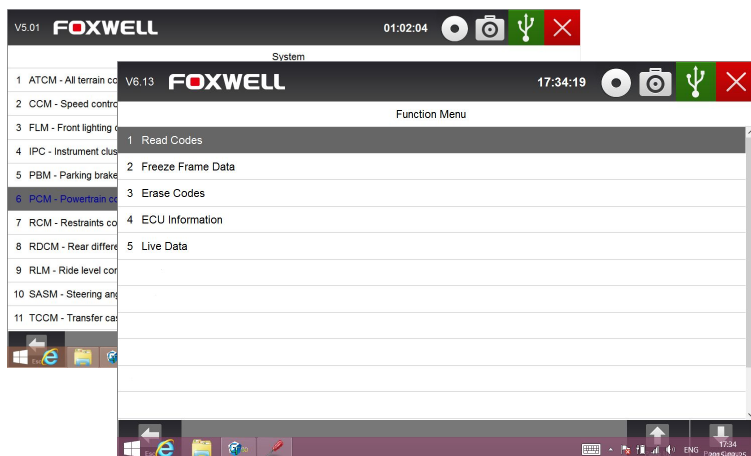 V5.01 FOXWELL 01:02:04
System
1 ATCM - All terrain cc
2 CCM - Speed contro
3 FLM - Front lighting c
4 IPC - Instrument clus
5 PBM - Parking brake
6 PCM - Powertrain co
7 RCM - Restraints co
8 RDCM - Rear differe
9 RLM - Ride level cor
10 SASM - Steering ang
11 TCCM - Transfer cas
V6.13 FOXWELL 17:34:19
Function Menu
1 Read Codes
2 Freeze Frame Data
3 Erase Codes
4 ECU Information
5 Live Data
ENG
17:34